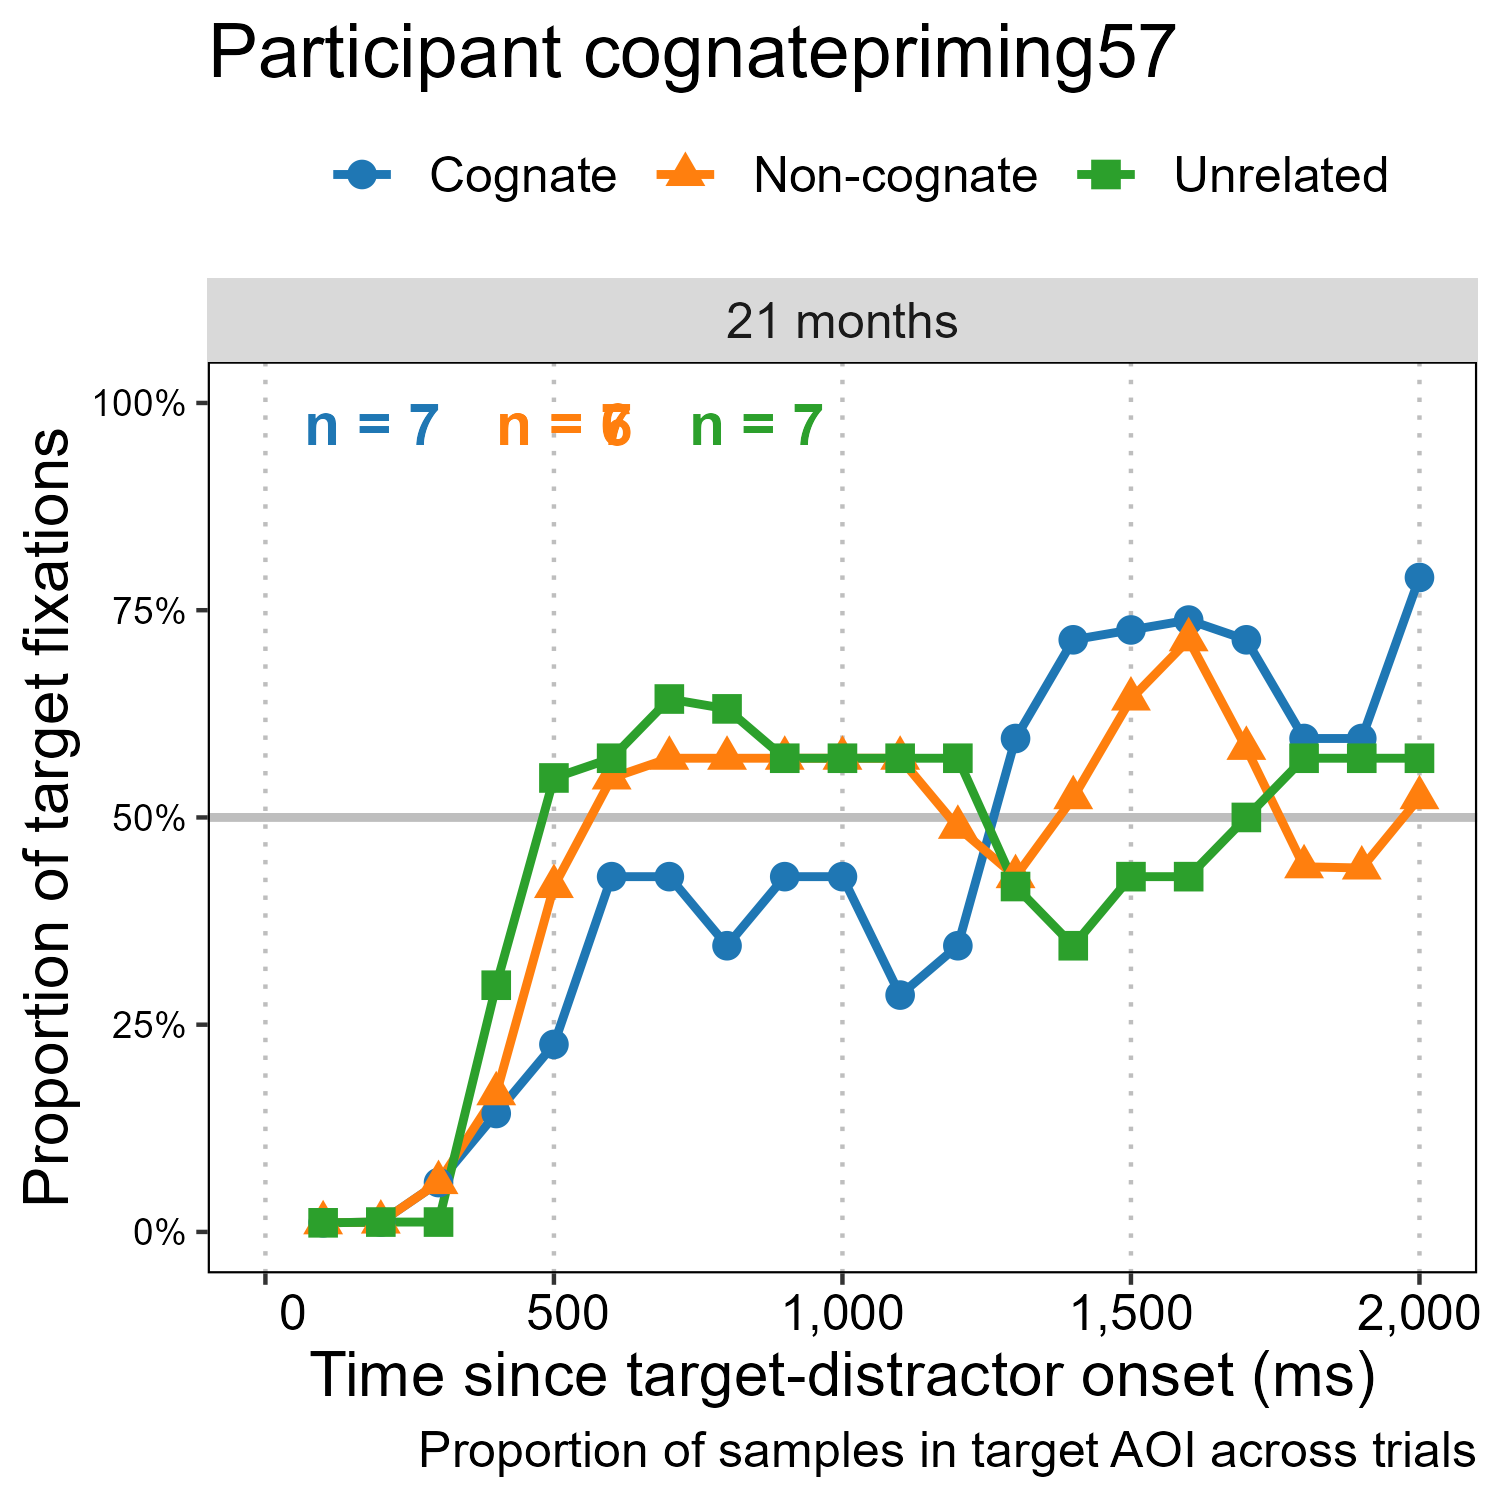 Participant cognatepriming57
Cognate Non-cognate Unrelated
21 months
n = 7 n = n = 7
100%
75%
50%
25%
0%
Proportion of target fixations
0 500 1,000 1,500 2,000
Time since target-distractor onset (ms)
Proportion of samples in target AOI across trials